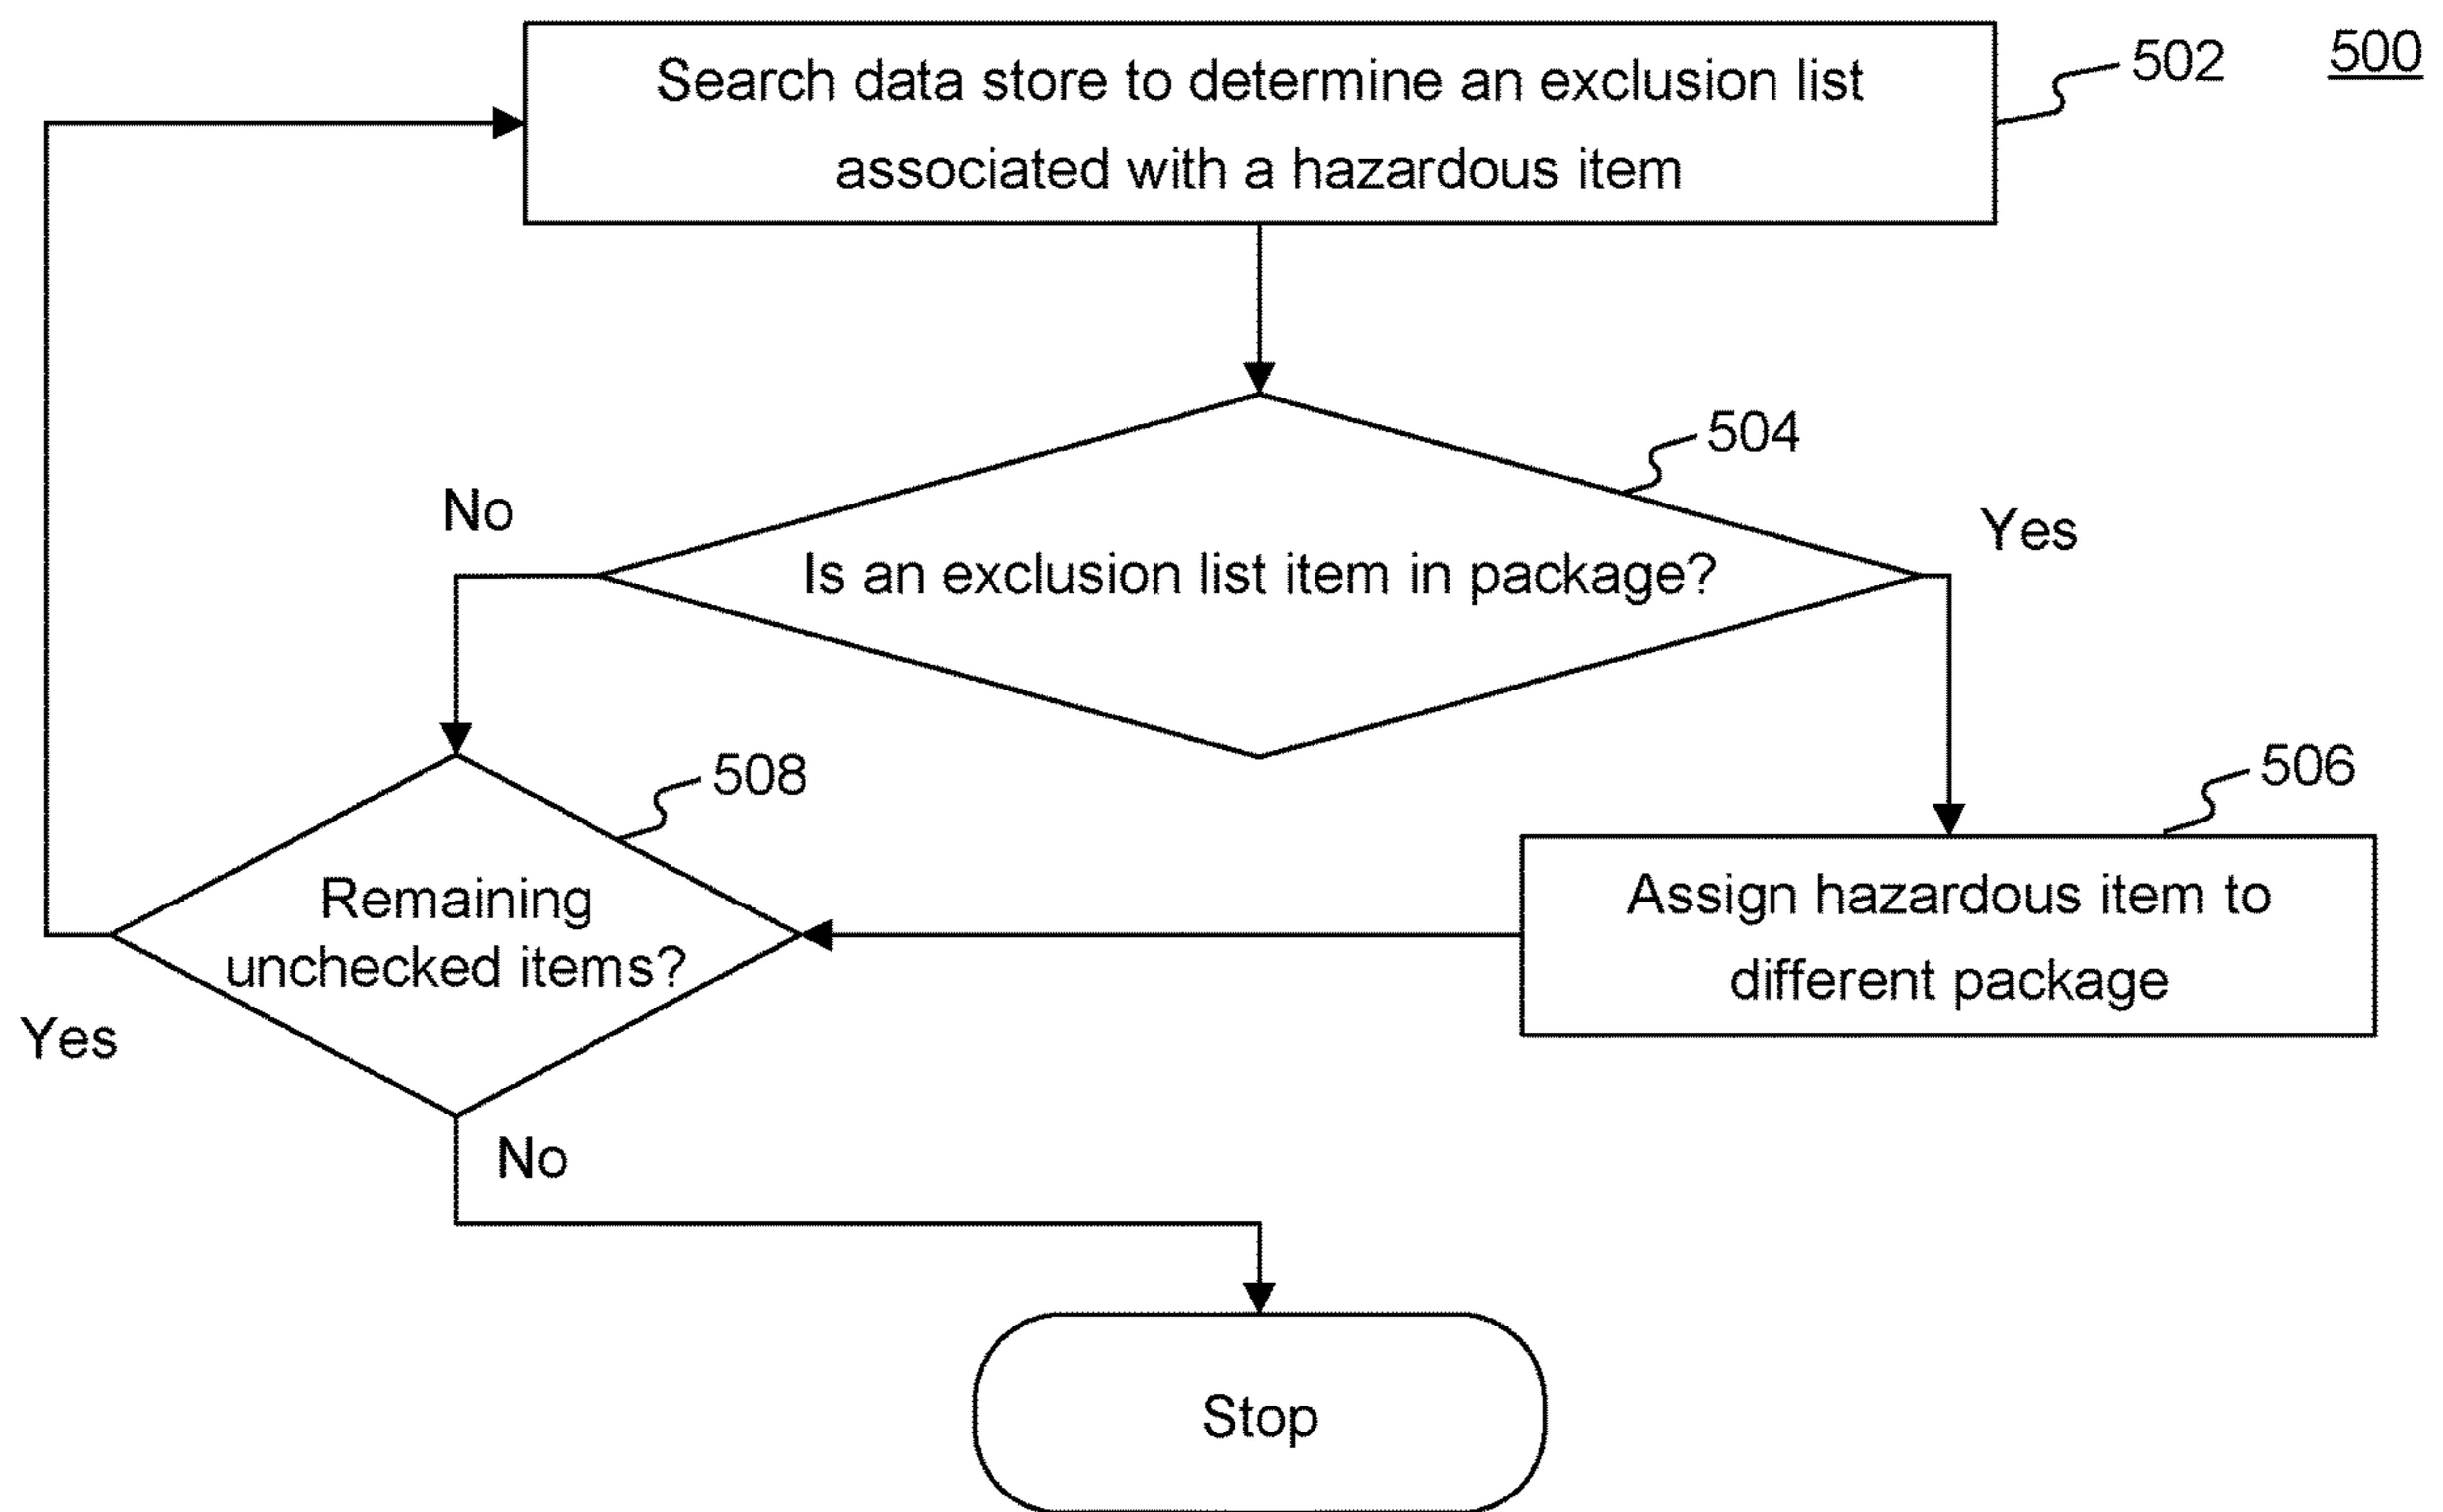 500
502
Search data store to determine an exclusion list
associated with a hazardous item
504
No
Yes
Is an exclusion list item in package?
508
506
Remaining
unchecked items?
Assign hazardous item to
different package
Yes
No
Stop